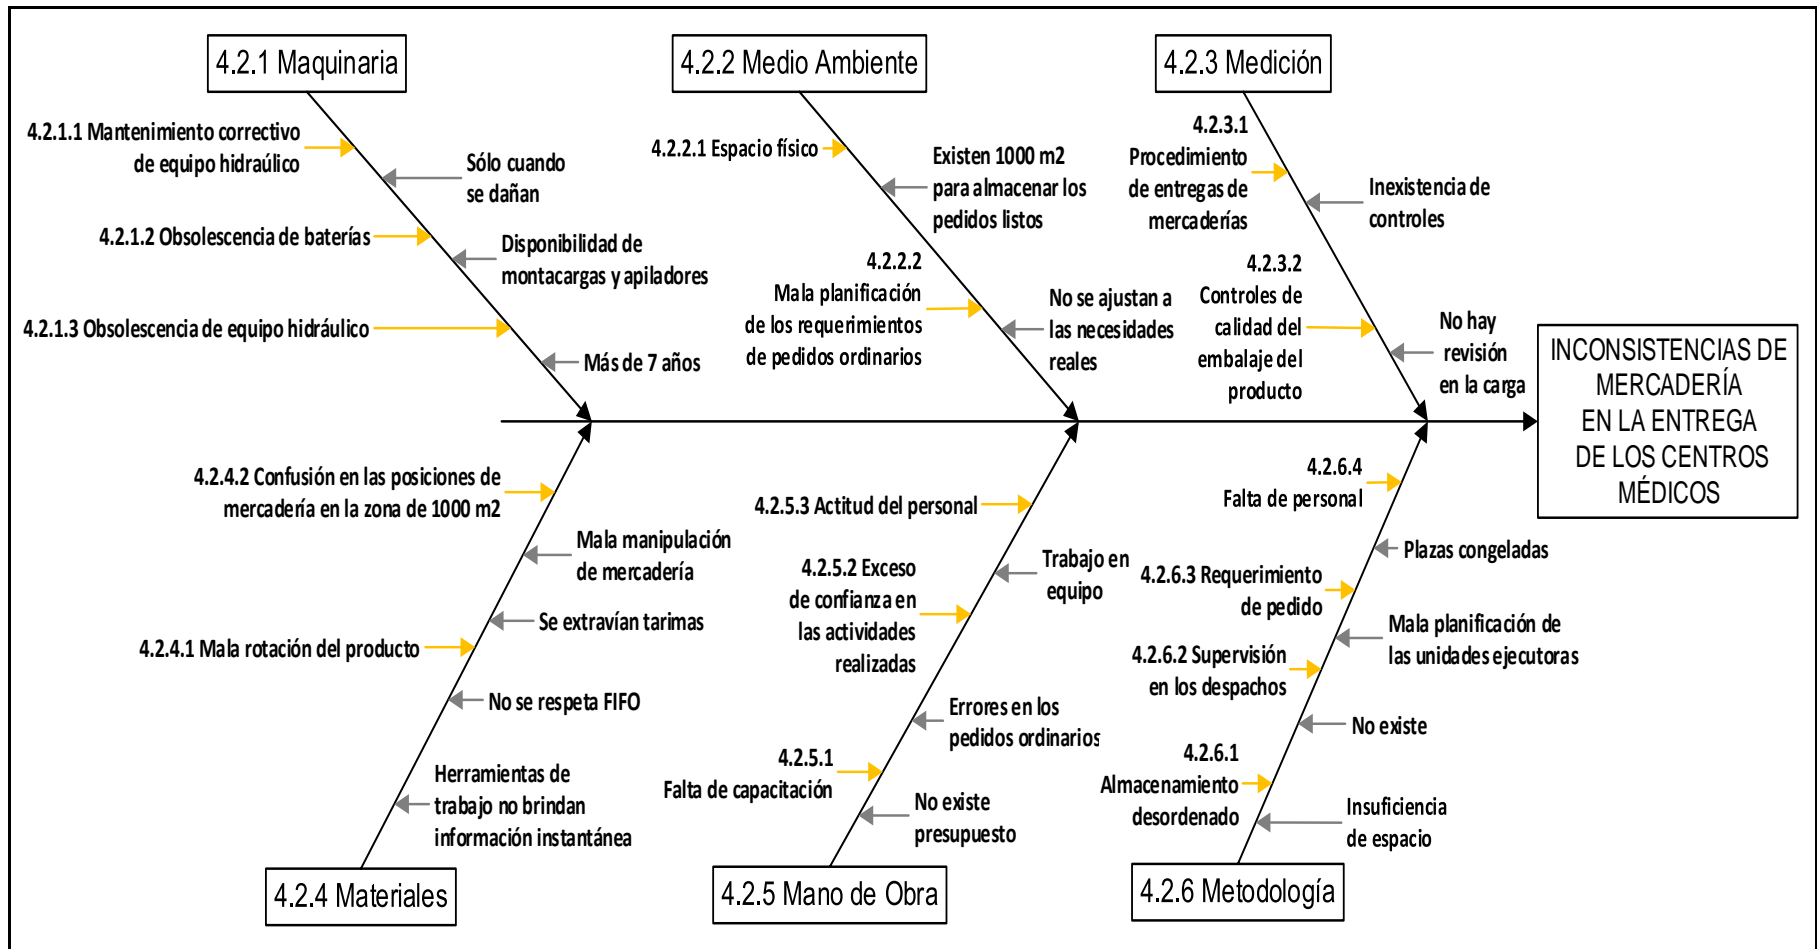 4.2.1 Maquinaria
4.2.1.1 Mantenimiento correctivo
de equipo hidraúlico
Sólo cuando
se dañan
4.2.1.2 Obsolescencia de baterías
Disponibilidad de
montacargas y apiladores
4.2.1.3 Obsolescencia de equipo hidráulico
Más de 7 años
4.2.2 Medio Ambiente
4.2.2.1 Espacio físico
Existen 1000 m2
para almacenar los
pedidos listos
4.2.2.2
Mala planificación
de los requerimientos
de pedidos ordinarios
No se ajustan a
las necesidades
reales
4.2.3 Medición
4.2.3.1
Procedimiento
de entregas de
mercaderías
Inexistencia de
controles
4.2.3.2
Controles de
calidad del
embalaje del
producto
No hay
revisión
en la carga
INCONSISTENCIAS DE
MERCADERÍA
EN LA ENTREGA
DE LOS CENTROS
MÉDICOS
4.2.4.2 Confusión en las posiciones de
mercadería en la zona de 1000 m2
Mala manipulación
de mercadería
Se extravían tarimas
4.2.4.1 Mala rotación del producto
No se respeta FIFO
Herramientas de
trabajo no brindan
información instantánea
4.2.4 Materiales
4.2.5.3 Actitud del personal
Trabajo en
equipo
4.2.5.2 Exceso
de confianza en
las actividades
realizadas
Errores en los
pedidos ordinarios
4.2.5.1
Falta de capacitación
No existe
presupuesto
4.2.5 Mano de Obra
4.2.6.4
Falta de personal
Plazas congeladas
4.2.6.3 Requerimiento
de pedido
Mala planificación de
las unidades ejecutoras
4.2.6.2 Supervisión
en los despachos
No existe
4.2.6.1
Almacenamiento
desordenado
Insuficiencia
de espacio
4.2.6 Metodología